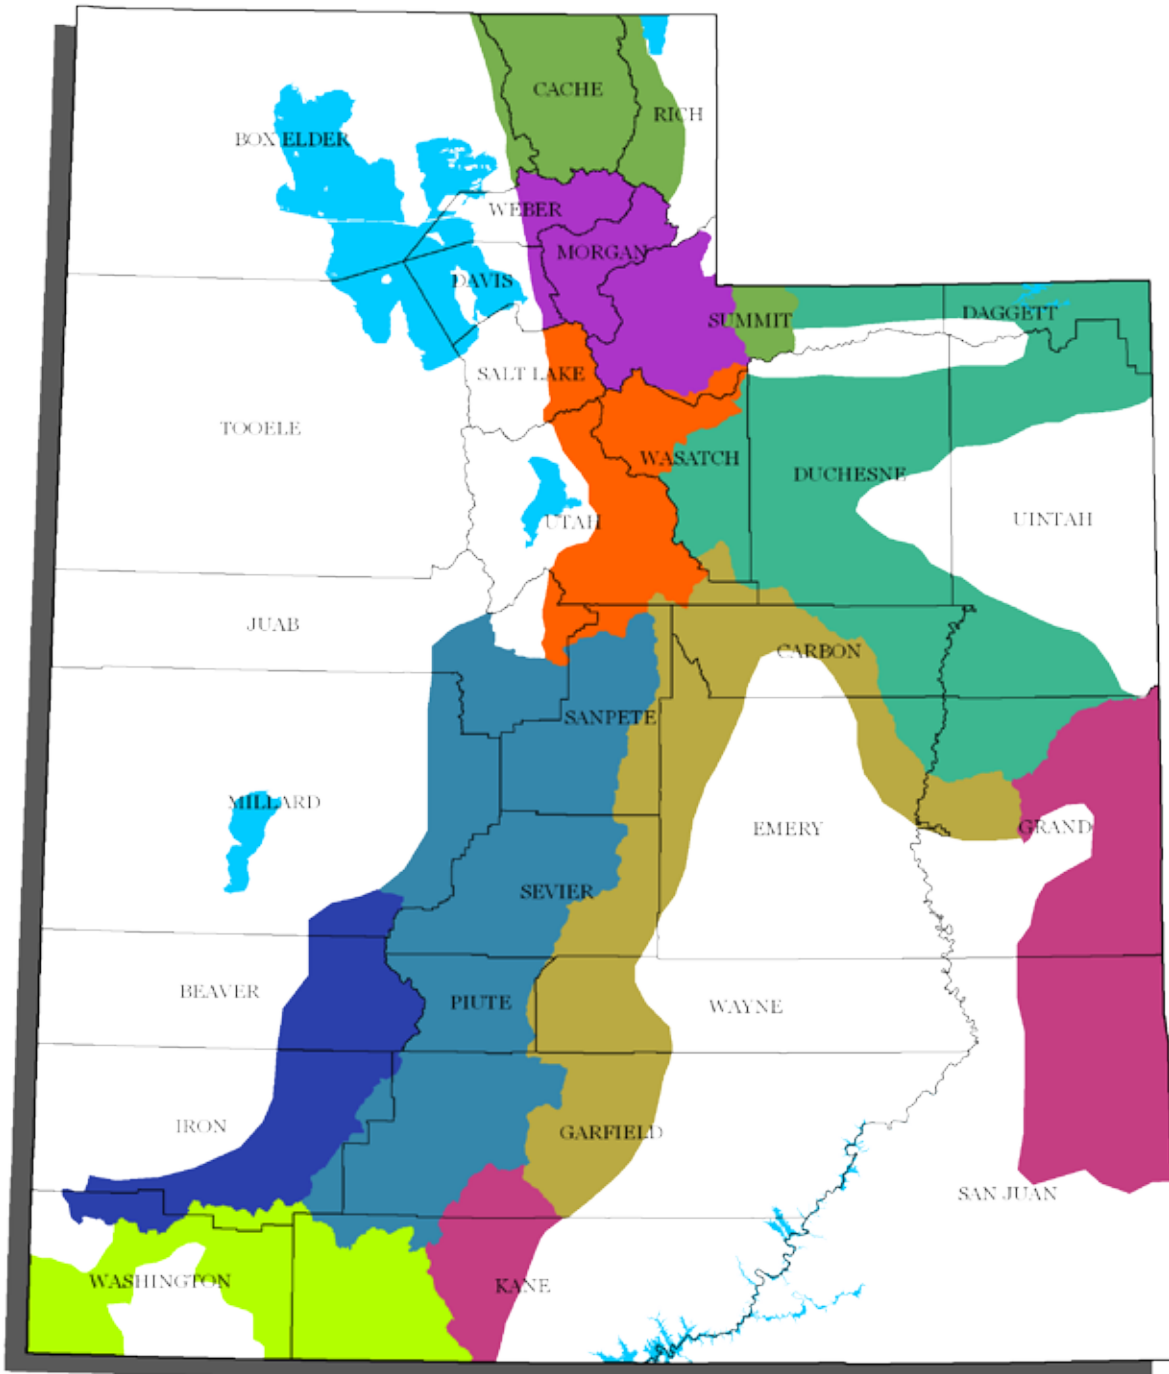 CACHE
RICH
BOX ELDER
WEBER
MORGAN
DAVIS
DAGGETT
SUMMIT
SALT LAKE
TOOELE
WASATCH
DUCHESNE
UTAH
UINTAH
JUAB
CARBON
SANPETE
MILLARD
EMERY
GRAND
SEVIER
BEAVER
PIUTE
WAYNE
IRON
GARFIELD
SAN JUAN
WASHINGTON
KANE